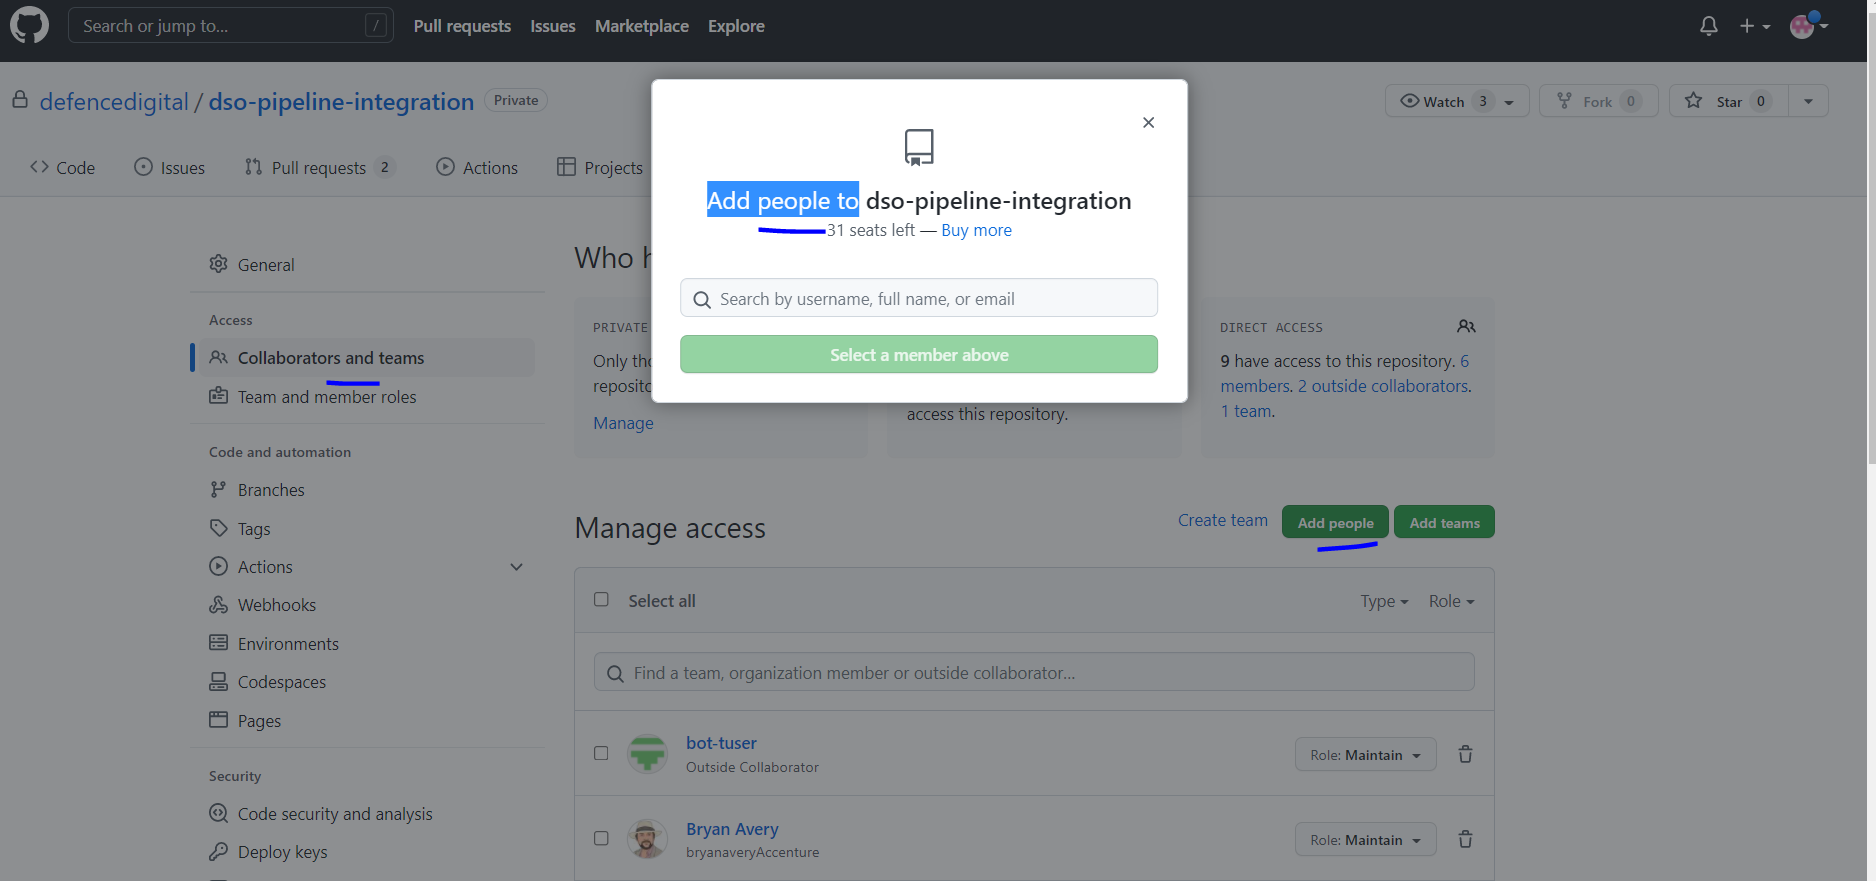 Search or jump to... /
Pull requests Issues Marketplace Explore
defencedigital / dso-pipeline-integration Private
Watch 3 Fork 0 Star 0
Code Issues Pull requests 2 Actions Projects
Add people to dso-pipeline-integration
31 seats left — Buy more
Search by username, full name, or email
Select a member above
General
Access
Collaborators and teams
Team and member roles
Code and automation
Branches
Tags
Actions
Webhooks
Environments
Codespaces
Pages
Security
Code security and analysis
Deploy keys
Who
PRIVATE
Only
Manage
access this repository.
DIRECT ACCESS
9 have access to this repository. 6
members. 2 outside collaborators.
1 team.
Manage access
Create team Add people Add teams
Select all Type Role
Find a team, organization member or outside collaborator...
bot-tuser
Outside Collaborator
Role: Maintain
Bryan Avery
bryanaveryAccenture
Role: Maintain